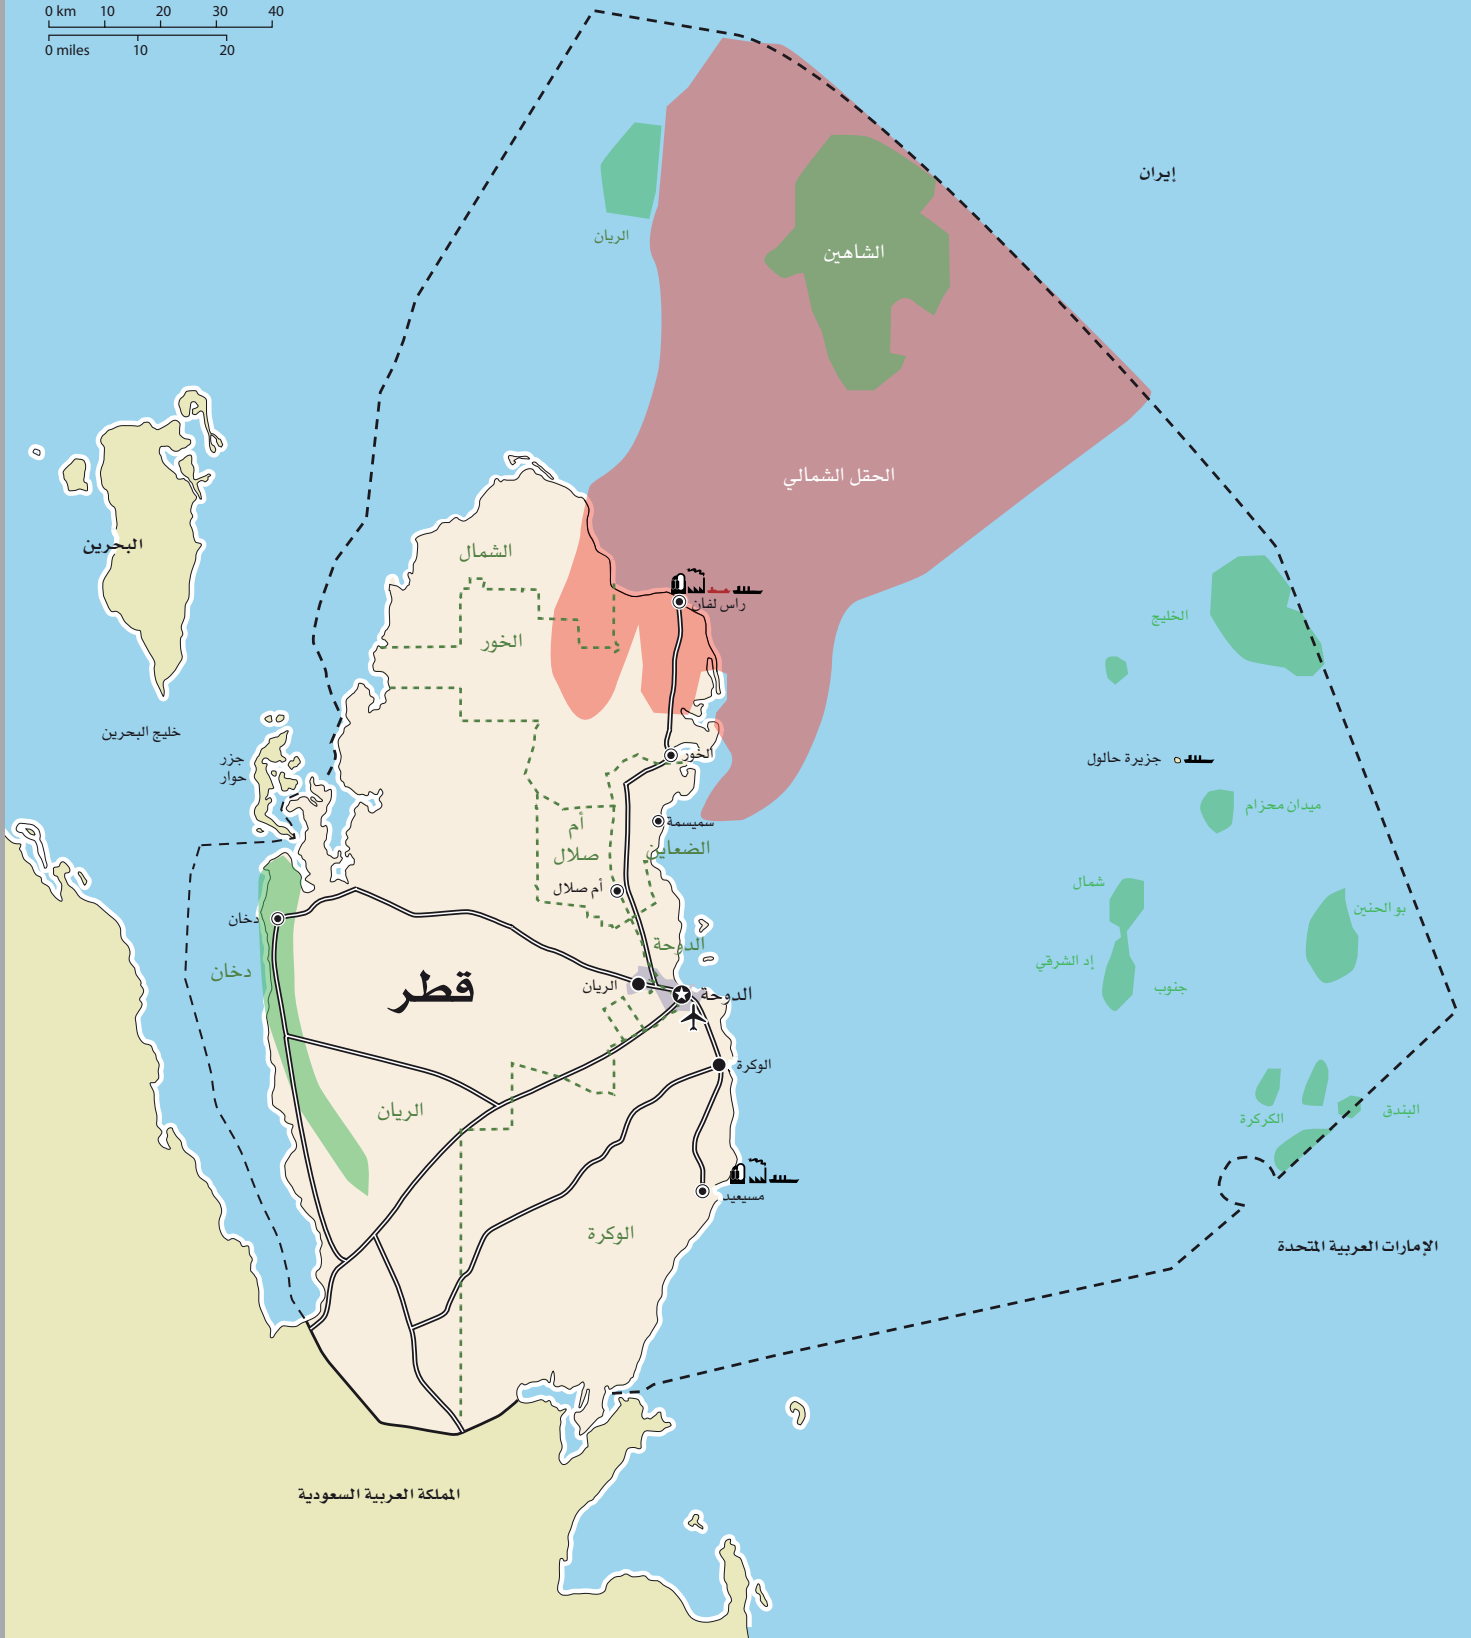 0 km 10 20 30 40
0 miles 10 20
إيران
الريان
الشاهين
الحقل الشمالي
البحرين
الشمال
راس لفان
الخليج
الخور
خليج البحرين
جزر
حوار
الخور
جزيرة حالول
ميدان محزام
سميسمة
أم
صلال
الضعاين
أم صلال
شمال
بو الحنين
دخان
الدوحة
إد الشرقي
دخان
قطر
الريان
الدوحة
جنوب
الوكرة
الريان
البندق
الكركرة
مسيعيد
الوكرة
الإمارات العربية المتحدة
المملكة العربية السعودية